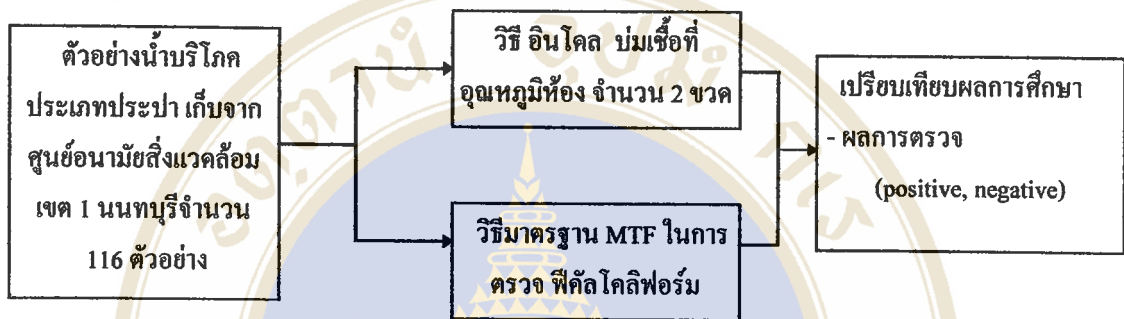 ตัวอย่างน้ำบริโภค
ประเภทประปา เก็บจาก
ศูนย์อนามัยสิ่งแวดล้อม
เขต 1 นนทบุรีจำนวน
116 ตัวอย่าง
วิธี อินโดล บ่มเชื้อที่
อุณหภูมิห้อง จำนวน 2 ขวด
วิธีมาตรฐาน MTF ในการ
ตรวจ ฟีคัลโคลิฟอร์ม
เปรียบเทียบผลการศึกษา
- ผลการตรวจ
(positive, negative)